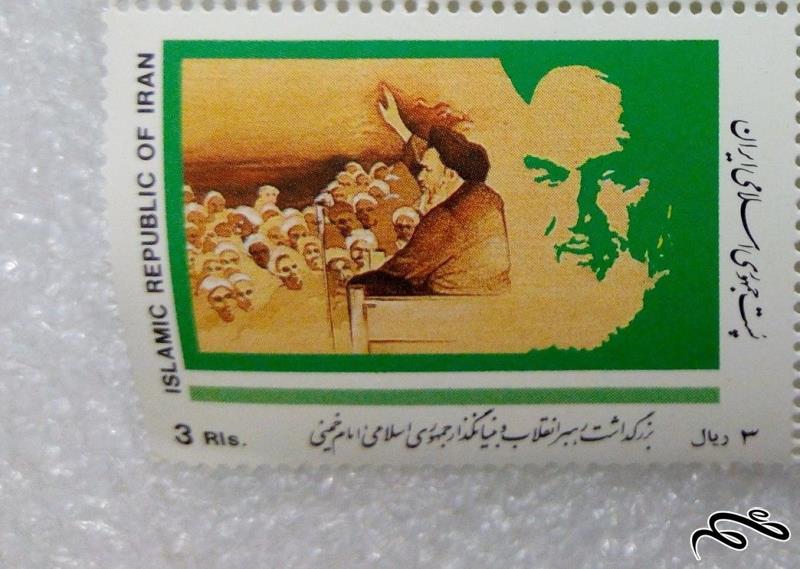 ISLAMIC REPUBLIC OF IRAN
پست جمهوری اسلامی ایران
بزرگداشت رهبر انقلاب و بنیانگذار جمهوری اسلامی امام خمینی
3 Rls.
۳ ریال